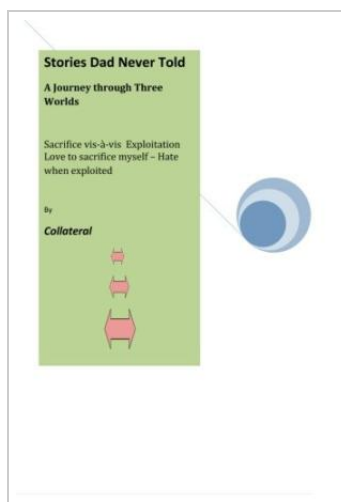 Stories Dad Never Told
A Journey through Three
Worlds
Sacrifice vis-à-vis Exploitation
Love to sacrifice myself – Hate
when exploited
By
Collateral